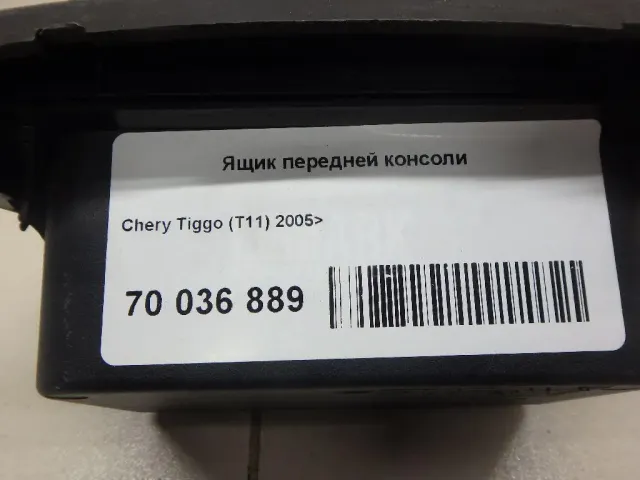 Ящик передней консоли
Chery Tiggo (T11) 2005>
70 036 889